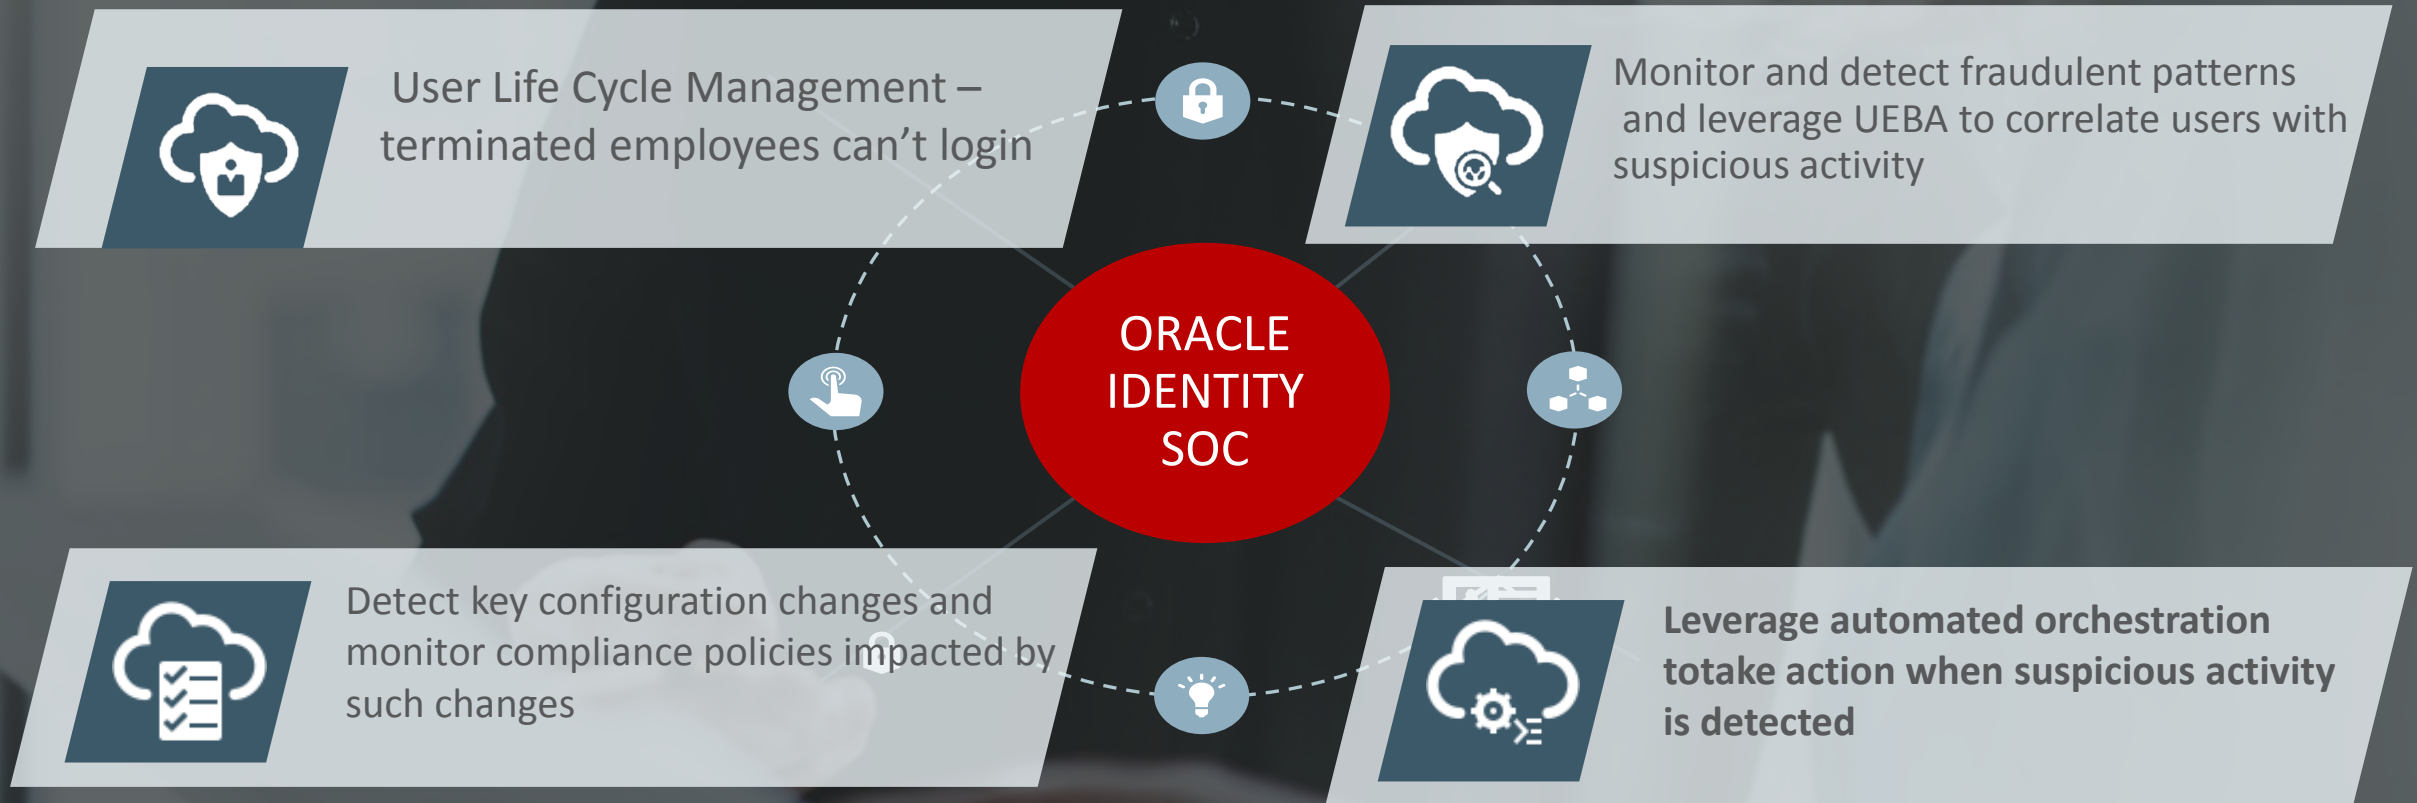 User Life Cycle Management –
terminated employees can’t login
Monitor and detect fraudulent patterns
and leverage UEBA to correlate users with
suspicious activity
ORACLE
IDENTITY
SOC
Detect key configuration changes and
monitor compliance policies impacted by
such changes
Leverage automated orchestration
totake action when suspicious activity
is detected